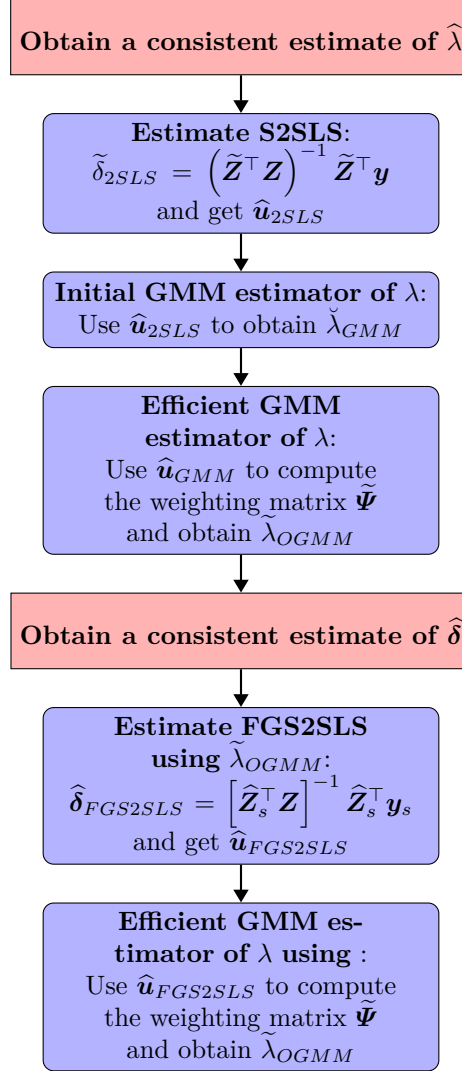 Obtain a consistent estimate of λ̂
Estimate S2SLS:
δ̃_{2SLS} = (Z̃^⊤ Z)^{−1} Z̃^⊤ y
and get û_{2SLS}
Initial GMM estimator of λ:
Use û_{2SLS} to obtain λ̆_{GMM}
Efficient GMM
estimator of λ:
Use û_{GMM} to compute
the weighting matrix Ψ̃
and obtain λ̃_{OGMM}
Obtain a consistent estimate of δ̂
Estimate FGS2SLS
using λ̃_{OGMM}:
δ̂_{FGS2SLS} = [Ẑ_s^⊤ Z]^{−1} Ẑ_s^⊤ y_s
and get û_{FGS2SLS}
Efficient GMM es-
timator of λ using :
Use û_{FGS2SLS} to compute
the weighting matrix Ψ̃
and obtain λ̃_{OGMM}